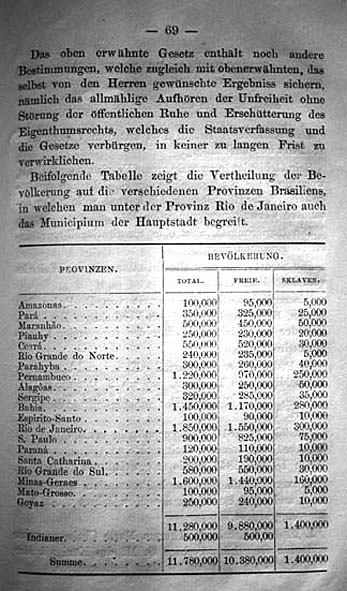 — 69 —
Das oben erwähnte Gesetz enthält noch andere
Bestimmungen, welche zugleich mit obenerwähnten, das
selbst von den Herren gewünschte Ergebniss sichern,
nämlich das allmählige Aufhören der Unfreiheit ohne
Störung der öffentlichen Ruhe und Erschütterung des
Eigenthumsrechts, welches die Staatsverfassung und
die Gesetze verbürgen, in keiner zu langen Frist zu
verwirklichen.
Beifolgende Tabelle zeigt die Vertheilung der Be-
völkerung auf die verschiedenen Provinzen Brasiliens,
in welchen man unter der Provinz Rio de Janeiro auch
das Municipium der Hauptstadt begreift.
PROVINZEN. BEVÖLKERUNG.
TOTAL. FREIE. SKLAVEN.
Amazonas 100,000 95,000 5,000
Pará 350,000 325,000 25,000
Maranhão 500,000 450,000 50,000
Piauhy 250,000 230,000 20,000
Ceará 550,000 520,000 30,000
Rio Grande do Norte 240,000 235,000 5,000
Parahyba 300,000 260,000 40,000
Pernambuco 1.220,000 970,000 250,000
Alagôas 300,000 250,000 50,000
Sergipe 320,000 285,000 35,000
Bahia 1.450,000 1.170,000 280,000
Espirito-Santo 100,000 90,000 10,000
Rio de Janeiro 1.850,000 1.550,000 300,000
S. Paulo 900,000 825,000 75,000
Paraná 120,000 110,000 10,000
Santa Catharina 200,000 190,000 10,000
Rio Grande do Sul 580,000 550,000 30,000
Minas-Geraes 1.600,000 1.440,000 160,000
Mato-Grosso 100,000 95,000 5,000
Goyaz 250,000 240,000 10,000
11.280,000 9.880,000 1.400,000
Indianer 500,000 500,00
Summe 11.780,000 10.380,000 1.400,000